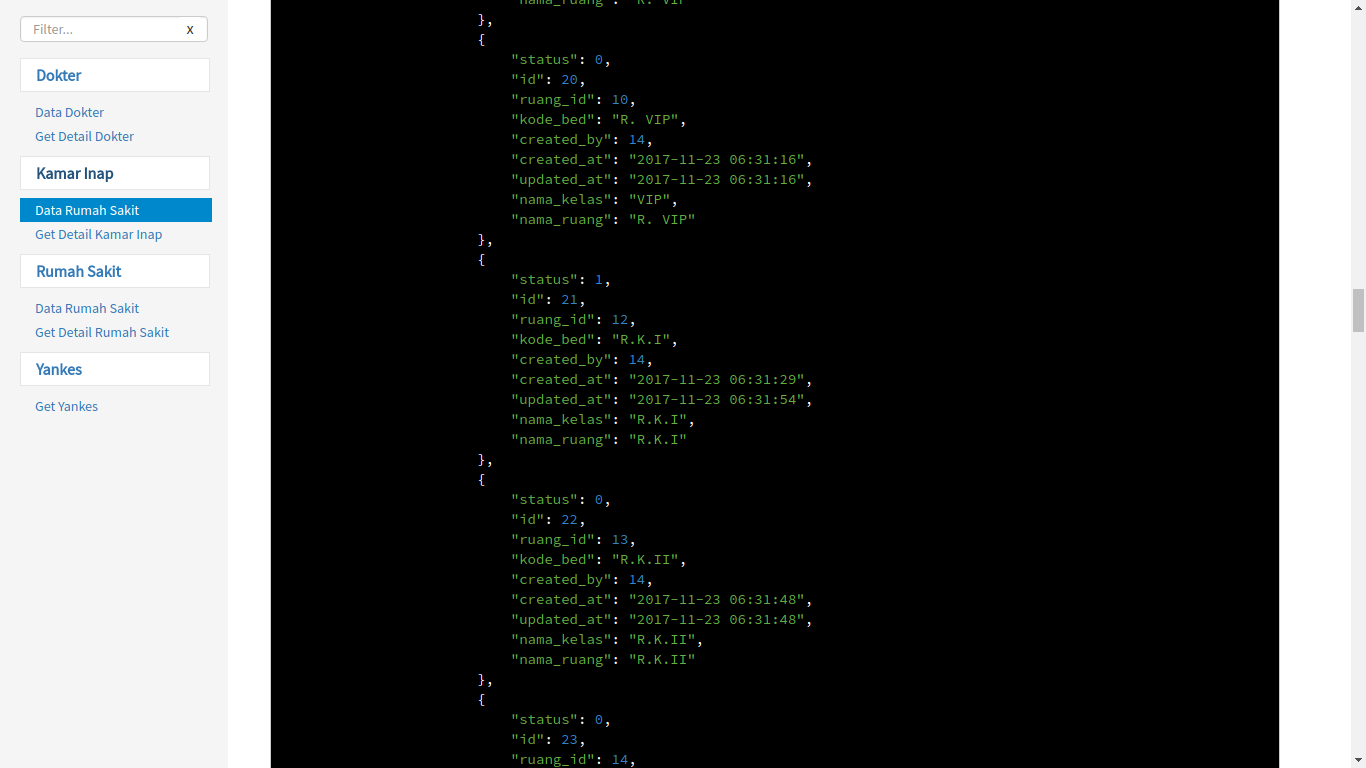 Filter...
x
Dokter
Data Dokter
Get Detail Dokter
Kamar Inap
Data Rumah Sakit
Get Detail Kamar Inap
Rumah Sakit
Data Rumah Sakit
Get Detail Rumah Sakit
Yankes
Get Yankes
"nama_ruang": "R. VIP"
},
{
"status": 0,
"id": 20,
"ruang_id": 10,
"kode_bed": "R. VIP",
"created_by": 14,
"created_at": "2017-11-23 06:31:16",
"updated_at": "2017-11-23 06:31:16",
"nama_kelas": "VIP",
"nama_ruang": "R. VIP"
},
{
"status": 1,
"id": 21,
"ruang_id": 12,
"kode_bed": "R.K.I",
"created_by": 14,
"created_at": "2017-11-23 06:31:29",
"updated_at": "2017-11-23 06:31:54",
"nama_kelas": "R.K.I",
"nama_ruang": "R.K.I"
},
{
"status": 0,
"id": 22,
"ruang_id": 13,
"kode_bed": "R.K.II",
"created_by": 14,
"created_at": "2017-11-23 06:31:48",
"updated_at": "2017-11-23 06:31:48",
"nama_kelas": "R.K.II",
"nama_ruang": "R.K.II"
},
{
"status": 0,
"id": 23,
"ruang_id": 14,